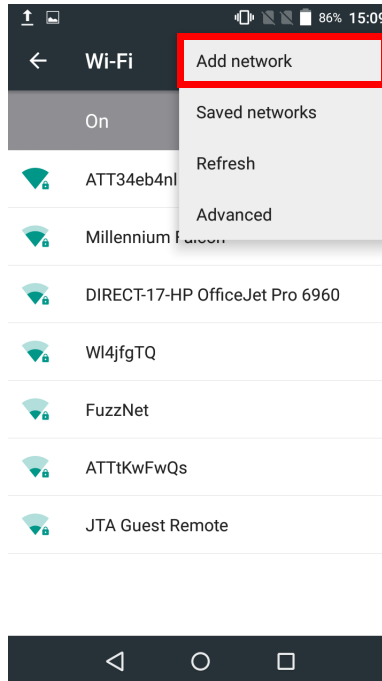 86% 15:09
Wi-Fi
Add network
Saved networks
On
Refresh
ATT34eb4nl
Advanced
Millennium Falcon
DIRECT-17-HP OfficeJet Pro 6960
Wl4jfgTQ
FuzzNet
ATTtKwFwQs
JTA Guest Remote